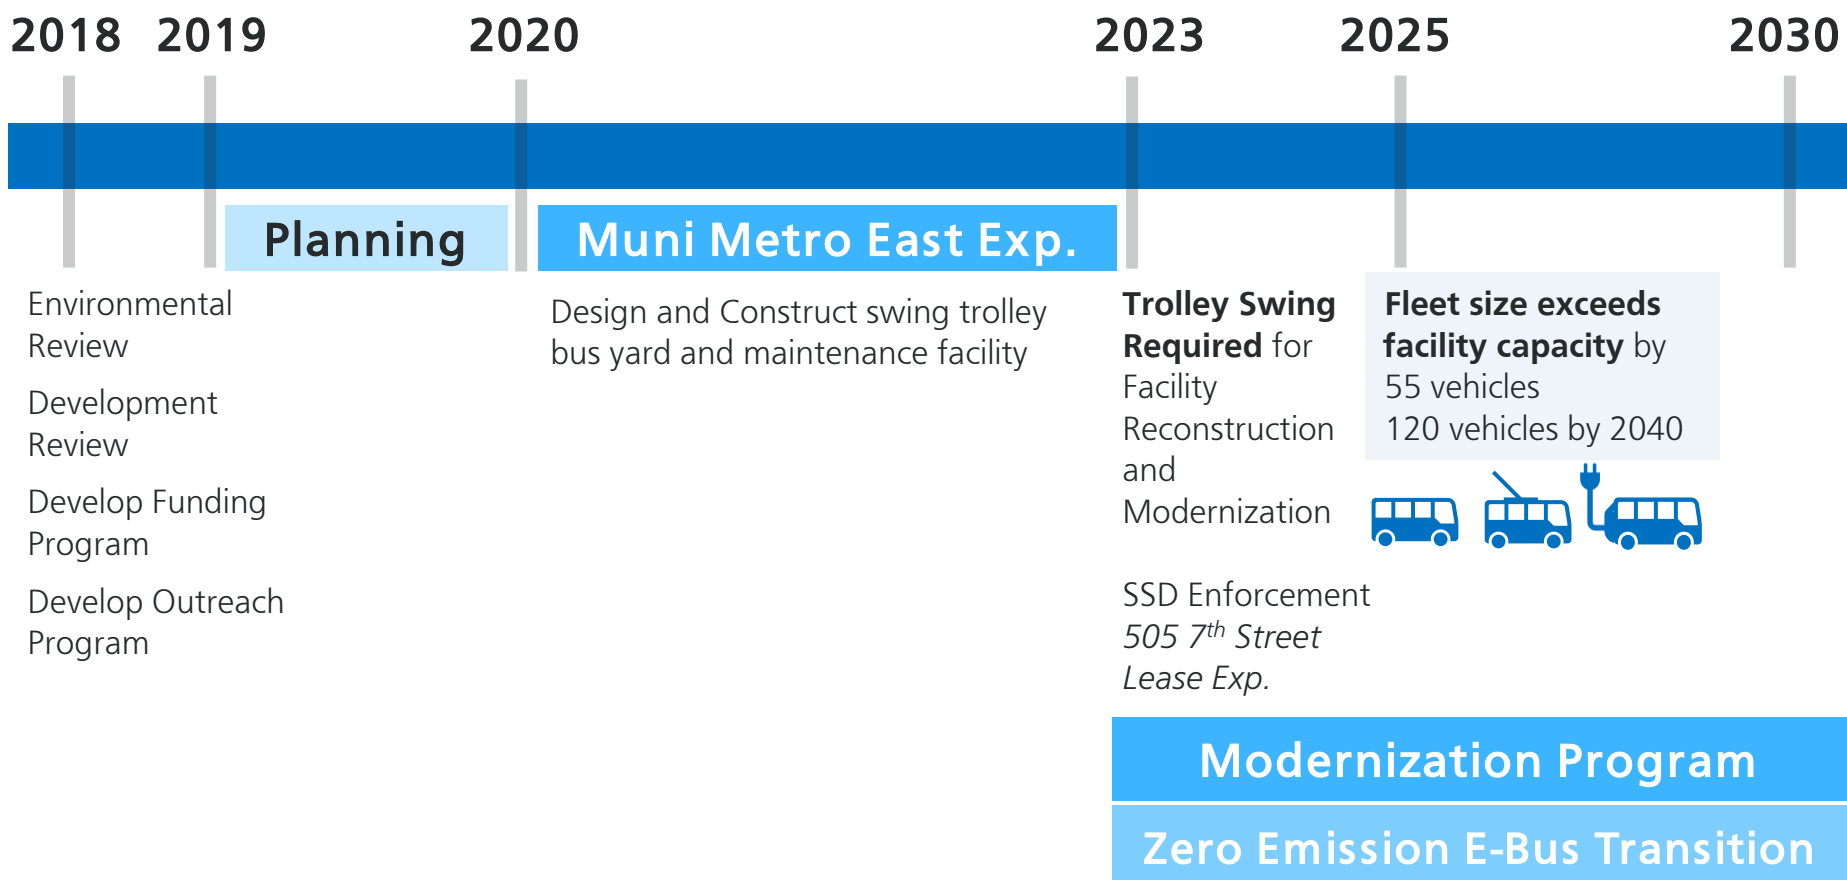 2018 2019 2020 2023 2025 2030
Planning
Muni Metro East Exp.
Environmental
Review
Development
Review
Develop Funding
Program
Develop Outreach
Program
Design and Construct swing trolley
bus yard and maintenance facility
Trolley Swing
Required for
Facility
Reconstruction
and
Modernization
SSD Enforcement
505 7th Street
Lease Exp.
Fleet size exceeds
facility capacity by
55 vehicles
120 vehicles by 2040
Modernization Program
Zero Emission E-Bus Transition